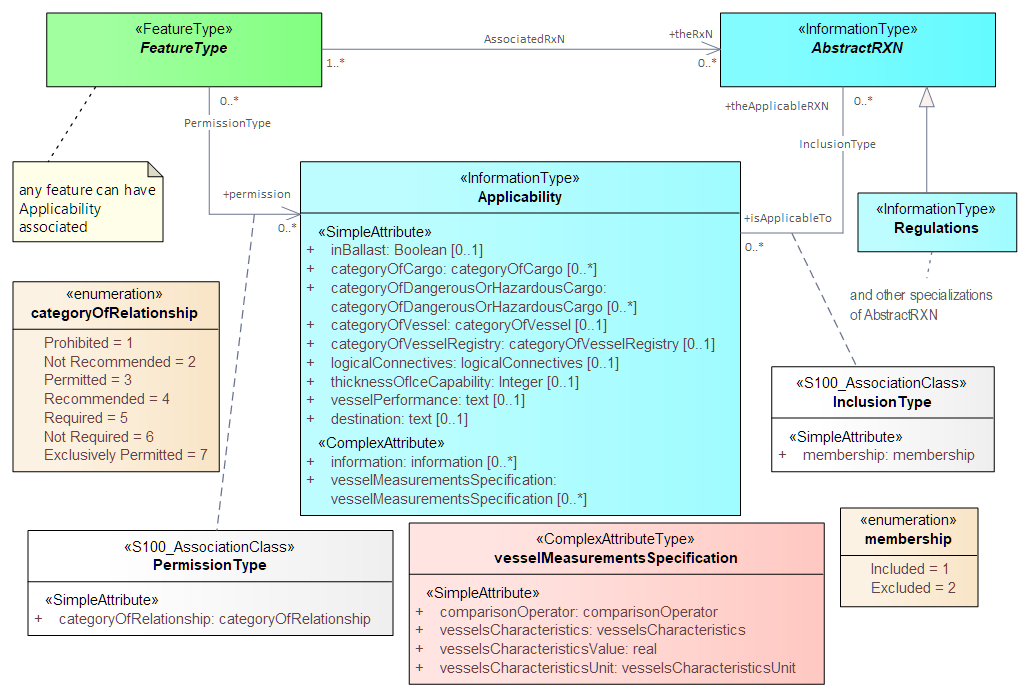 «FeatureType»
FeatureType
AssociatedRxN
+theRxN
1..*
0..*
«InformationType»
AbstractRXN
0..*
PermissionType
+permission
0..*
+theApplicableRXN
0..*
InclusionType
+isApplicableTo
0..*
any feature can have
Applicability
associated
«InformationType»
Applicability
«SimpleAttribute»
+ inBallast: Boolean [0..1]
+ categoryOfCargo: categoryOfCargo [0..*]
+ categoryOfDangerousOrHazardousCargo:
categoryOfDangerousOrHazardousCargo [0..*]
+ categoryOfVessel: categoryOfVessel [0..1]
+ categoryOfVesselRegistry: categoryOfVesselRegistry [0..1]
+ logicalConnectives: logicalConnectives [0..1]
+ thicknessOfIceCapability: Integer [0..1]
+ vesselPerformance: text [0..1]
+ destination: text [0..1]
«ComplexAttribute»
+ information: information [0..*]
+ vesselMeasurementsSpecification:
vesselMeasurementsSpecification [0..*]
«InformationType»
Regulations
and other specializations
of AbstractRXN
«enumeration»
categoryOfRelationship
Prohibited = 1
Not Recommended = 2
Permitted = 3
Recommended = 4
Required = 5
Not Required = 6
Exclusively Permitted = 7
«S100_AssociationClass»
InclusionType
«SimpleAttribute»
+ membership: membership
«S100_AssociationClass»
PermissionType
«SimpleAttribute»
+ categoryOfRelationship: categoryOfRelationship
«ComplexAttributeType»
vesselMeasurementsSpecification
«SimpleAttribute»
+ comparisonOperator: comparisonOperator
+ vesselsCharacteristics: vesselsCharacteristics
+ vesselsCharacteristicsValue: real
+ vesselsCharacteristicsUnit: vesselsCharacteristicsUnit
«enumeration»
membership
Included = 1
Excluded = 2